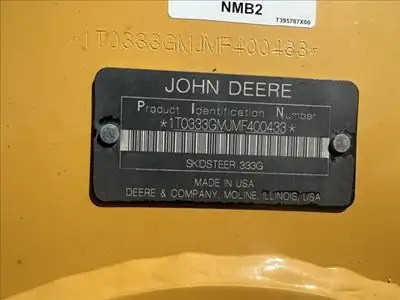 NMB2
T395787X00
*1T0333GMJMF400433*
JOHN DEERE
Product Identification Number
*1T0333GMJMF400433*
SKIDSTEER 333G
MADE IN USA
DEERE & COMPANY, MOLINE, ILLINOIS, USA